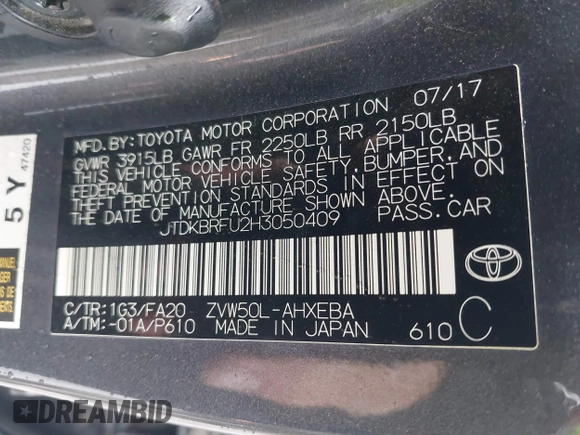 MFD.BY:TOYOTA MOTOR CORPORATION 07/17
GVWR 3915LB GAWR FR 2250LB RR 2150LB
THIS VEHICLE CONFORMS TO ALL APPLICABLE
FEDERAL MOTOR VEHICLE SAFETY,BUMPER,AND
THEFT PREVENTION STANDARDS IN EFFECT ON
THE DATE OF MANUFACTURE SHOWN ABOVE.
JTDKBRFU2H3050409 PASS.CAR
C/TR:1G3/FA20 ZVW50L-AHXEBA
A/TM:-01A/P610 MADE IN JAPAN 610 C
5 Y
47420
DREAMBID